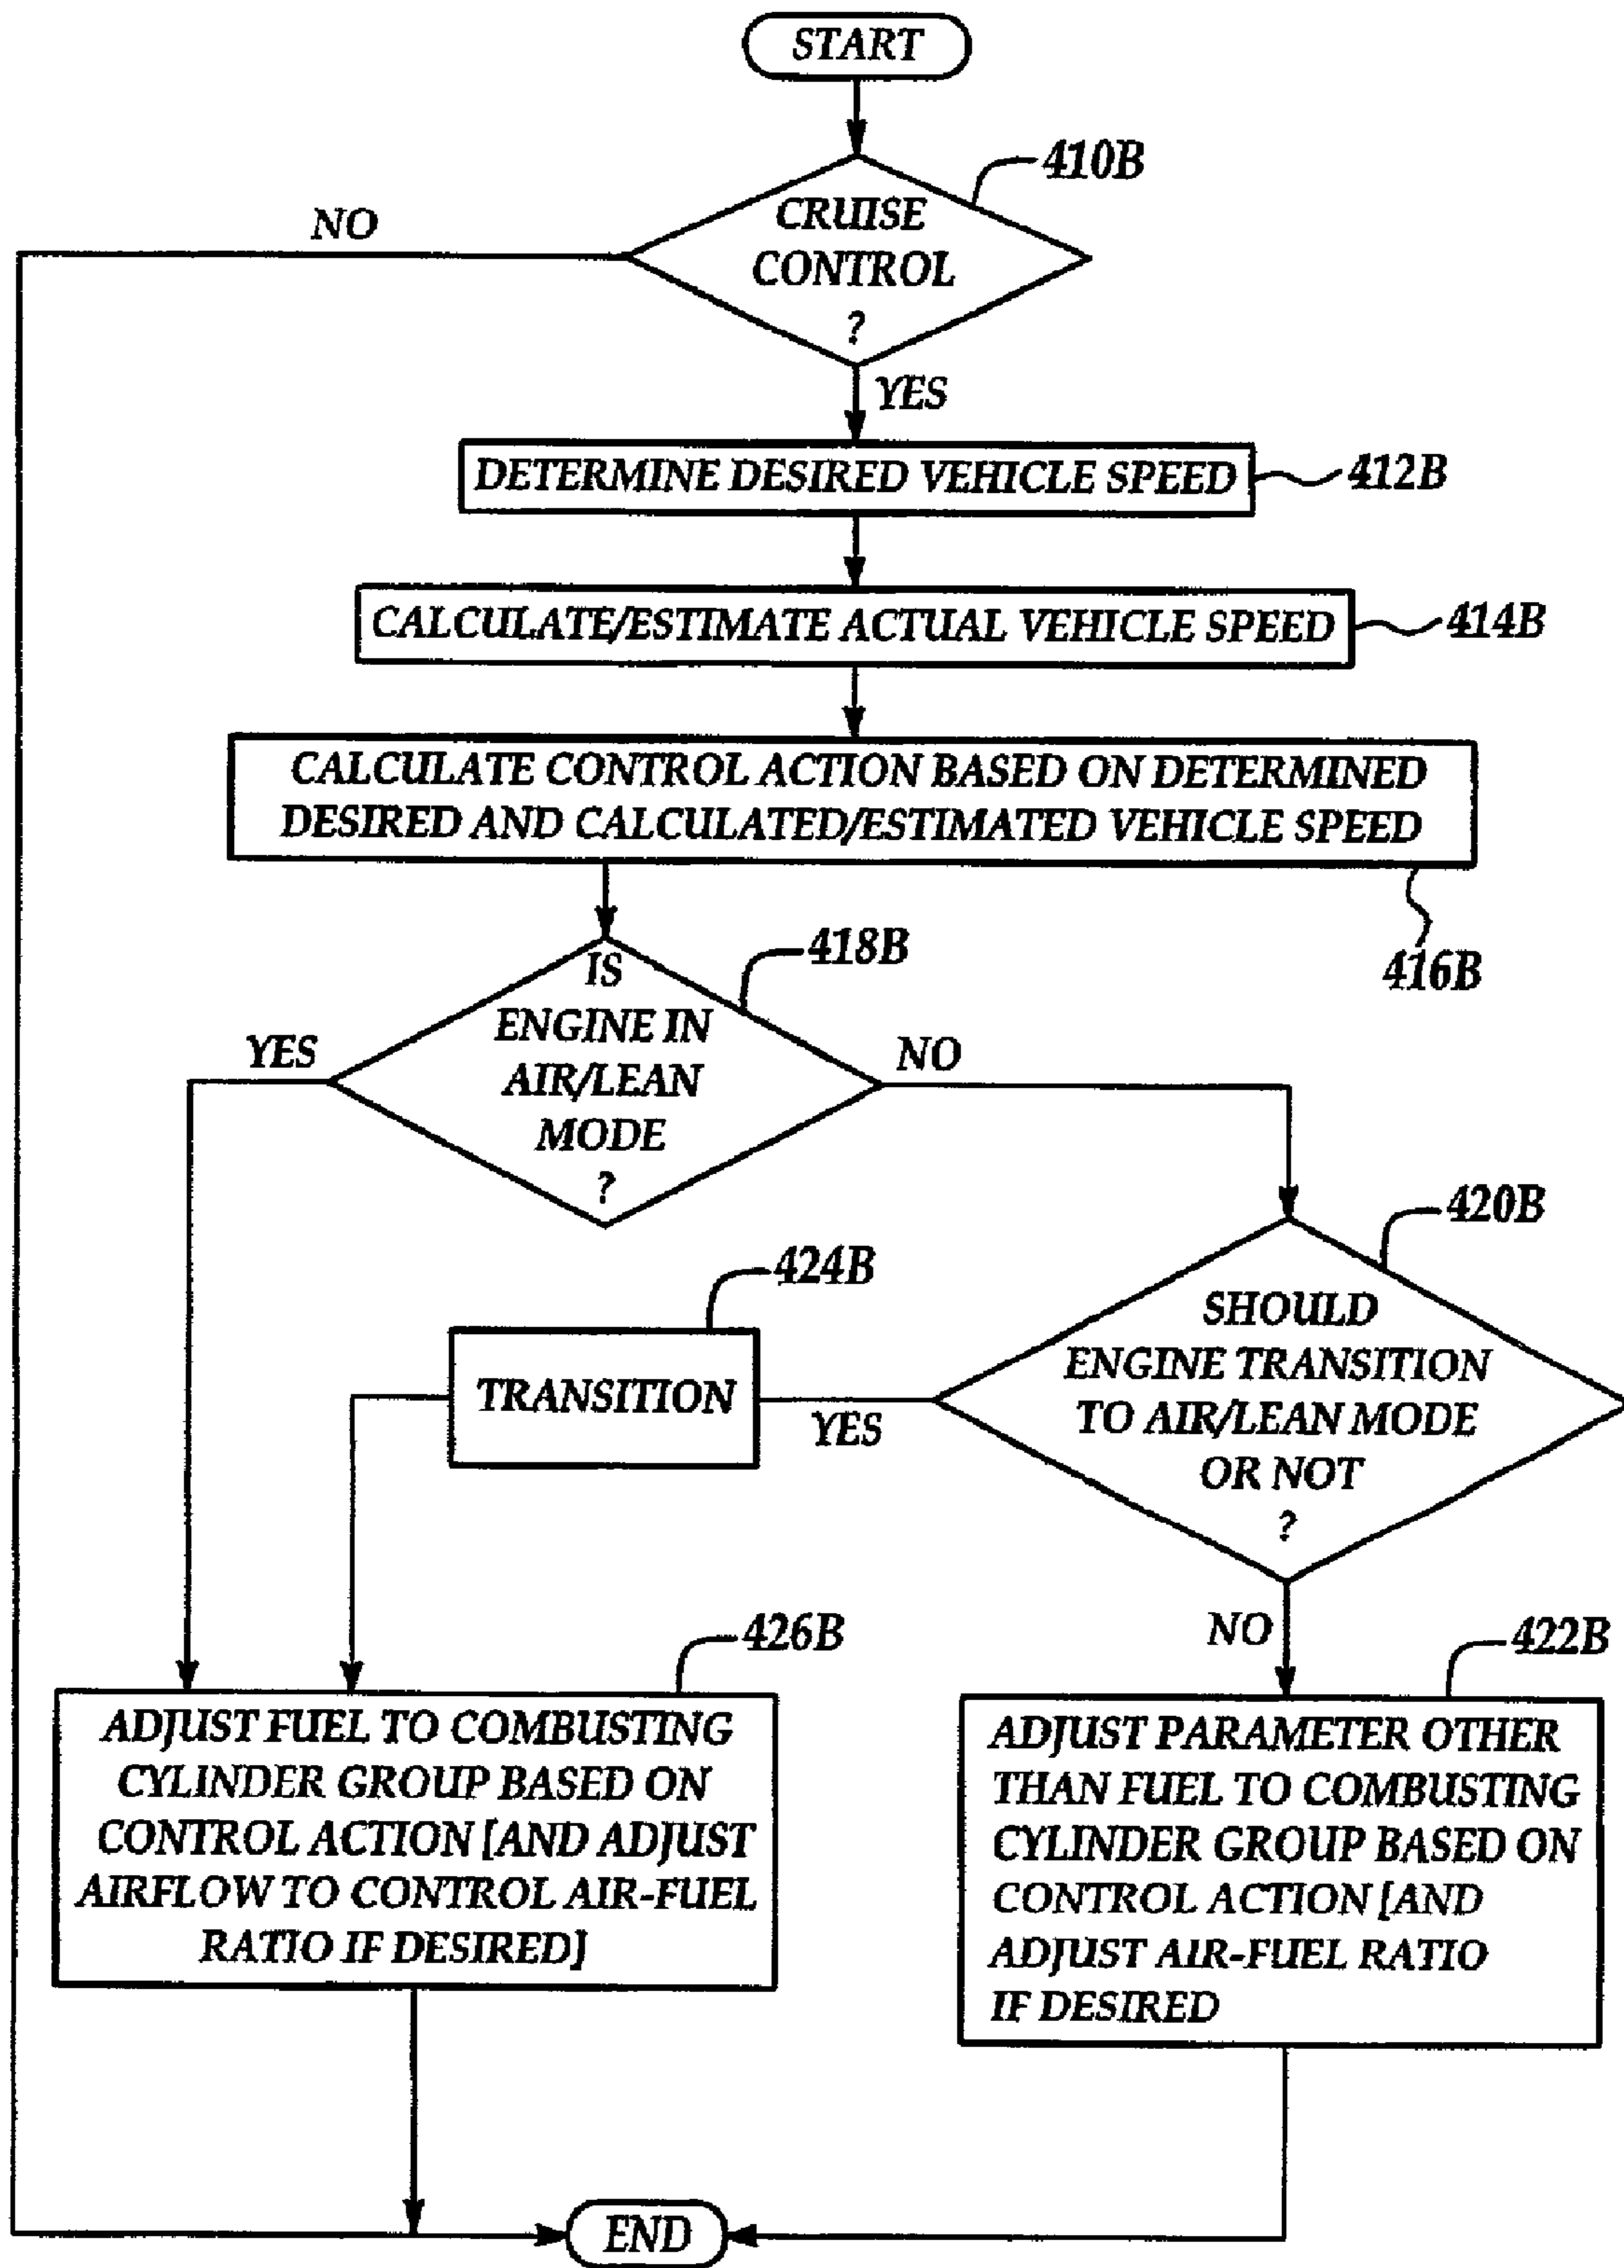 START
410B
CRUISE
CONTROL
?
NO
YES
DETERMINE DESIRED VEHICLE SPEED
412B
CALCULATE/ESTIMATE ACTUAL VEHICLE SPEED
414B
CALCULATE CONTROL ACTION BASED ON DETERMINED
DESIRED AND CALCULATED/ESTIMATED VEHICLE SPEED
416B
418B
IS
ENGINE IN
AIR/LEAN
MODE
?
YES
NO
420B
SHOULD
ENGINE TRANSITION
TO AIR/LEAN MODE
OR NOT
?
424B
TRANSITION
YES
NO
426B
ADJUST FUEL TO COMBUSTING
CYLINDER GROUP BASED ON
CONTROL ACTION [AND ADJUST
AIRFLOW TO CONTROL AIR-FUEL
RATIO IF DESIRED]
422B
ADJUST PARAMETER OTHER
THAN FUEL TO COMBUSTING
CYLINDER GROUP BASED ON
CONTROL ACTION [AND
ADJUST AIR-FUEL RATIO
IF DESIRED
END